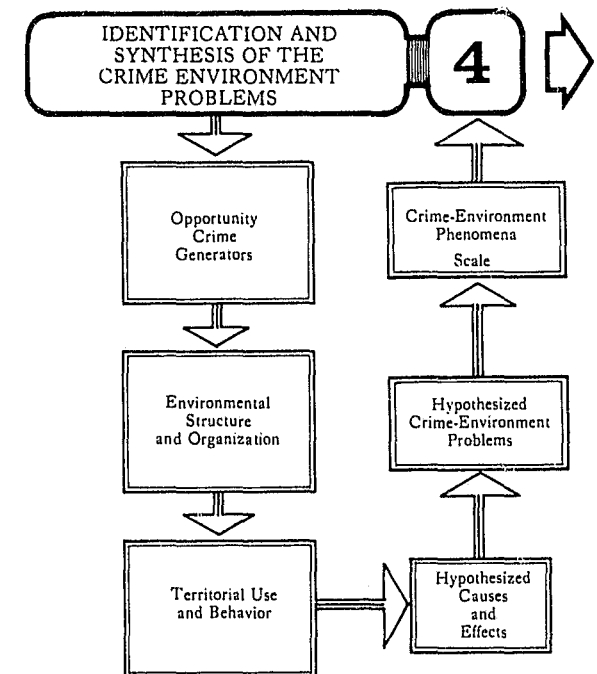 IDENTIFICATION AND
SYNTHESIS OF THE
CRIME ENVIRONMENT
PROBLEMS
4
Opportunity
Crime
Generators
Environmental
Structure
and Organization
Territorial Use
and Behavior
Hypothesized
Causes
and
Effects
Hypothesized
Crime-Environment
Problems
Crime-Environment
Phenomena
Scale